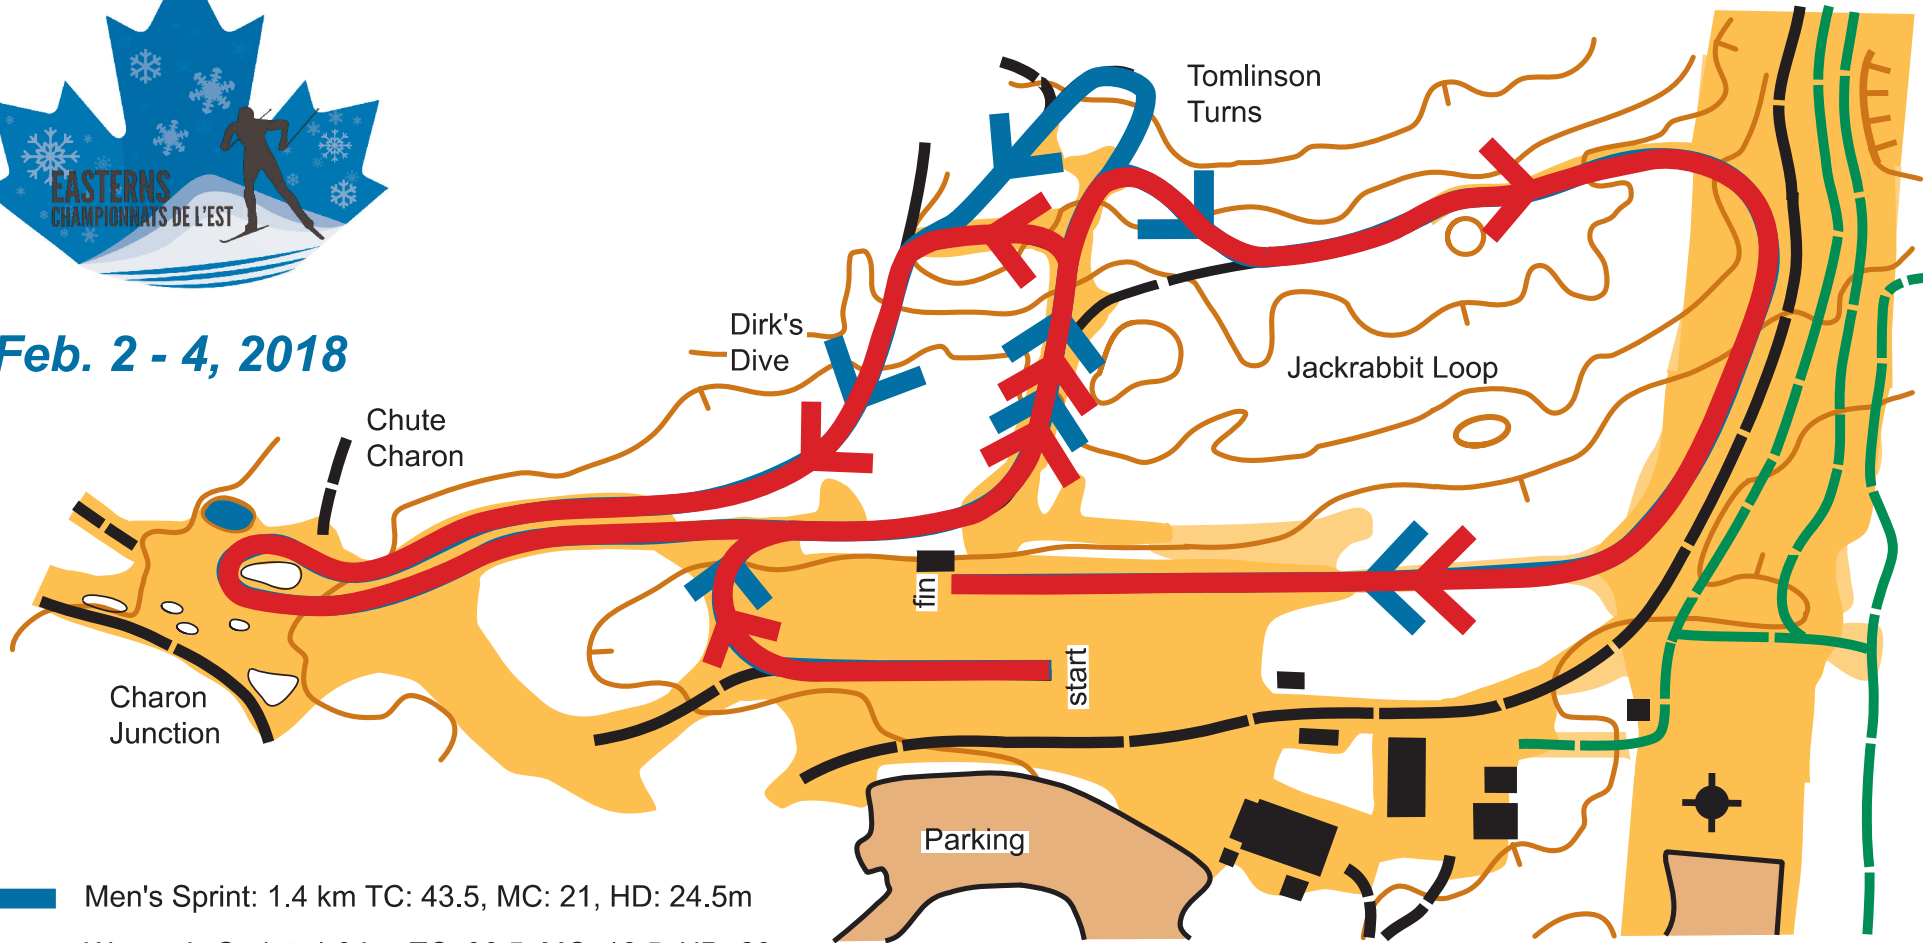 EASTERNS
CHAMPIONNATS DE L'EST
Feb. 2 - 4, 2018
Tomlinson
Turns
Dirk's
Dive
Jackrabbit Loop
Chute
Charon
fin
start
Charon
Junction
Parking
Men's Sprint: 1.4 km TC: 43.5, MC: 21, HD: 24.5m